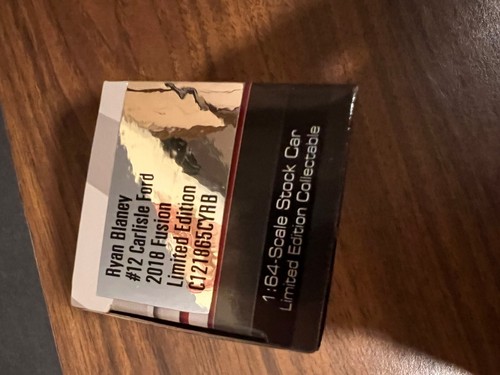 Ryan Blaney
#12 Carlisle Ford
2018 Fusion
Limited Edition
C121865CYRB
1:64-Scale Stock Car
Limited Edition Collectable